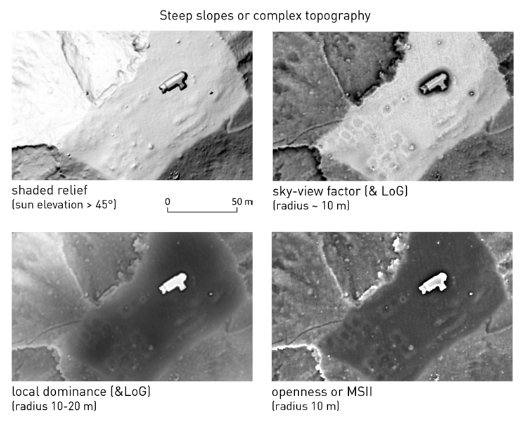 Steep slopes or complex topography
shaded relief
(sun elevation > 45°)
0 50 m
sky-view factor (& LoG)
(radius ~ 10 m)
local dominance (&LoG)
(radius 10-20 m)
openness or MSII
(radius 10 m)